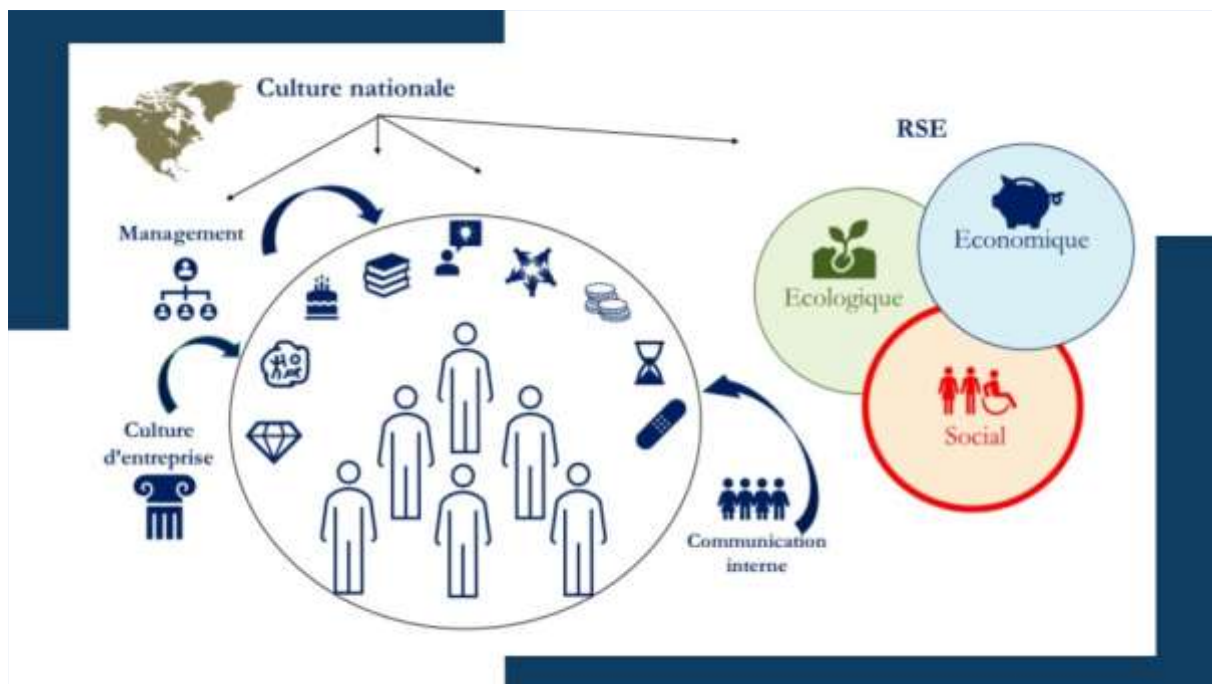 Culture nationale
RSE
Management
Economique
Ecologique
Culture
d'entreprise
Social
Communication
interne